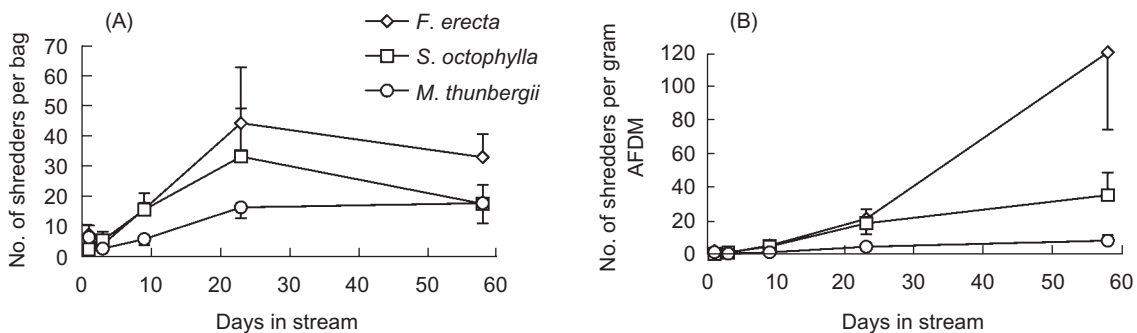 (A)
F. erecta
S. octophylla
M. thunbergii
No. of shredders per bag
70
60
50
40
30
20
10
0
0 10 20 30 40 50 60
Days in stream
(B)
No. of shredders per gram
AFDM
120
100
80
60
40
20
0
0 10 20 30 40 50 60
Days in stream